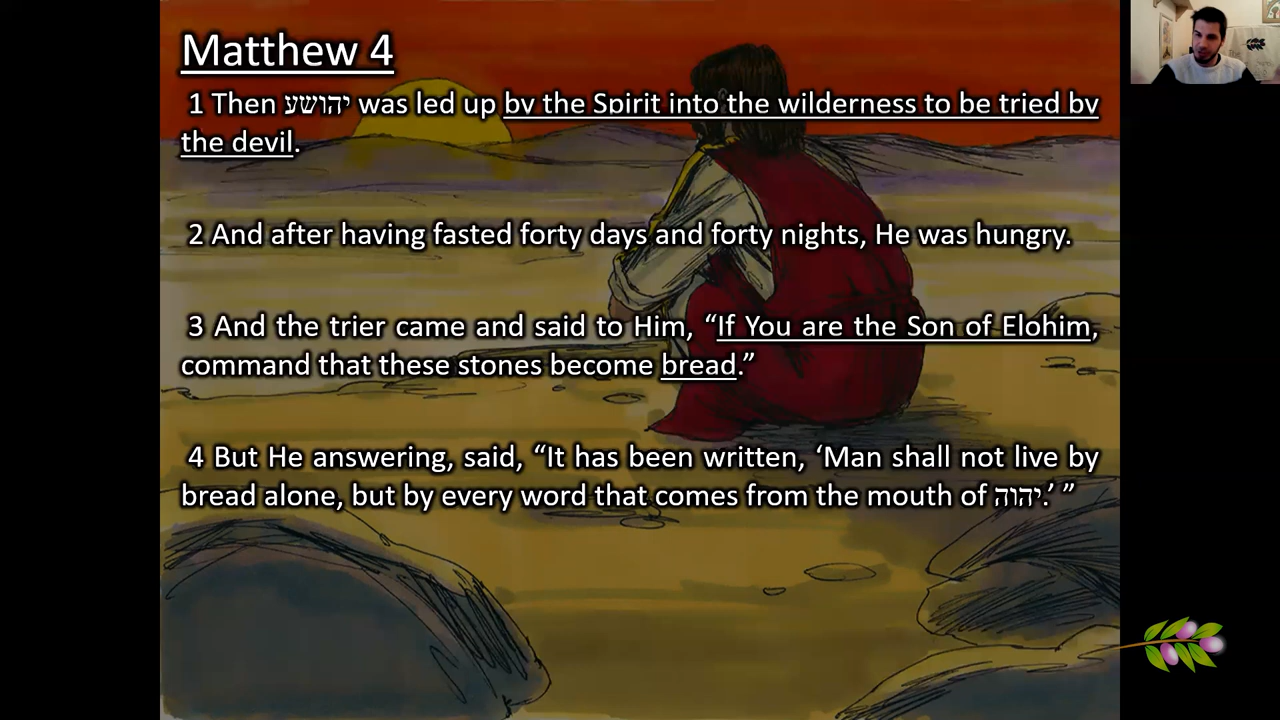 Matthew 4
1 Then יהושע was led up by the Spirit into the wilderness to be tried by
the devil.
2 And after having fasted forty days and forty nights, He was hungry.
3 And the trier came and said to Him, “If You are the Son of Elohim,
command that these stones become bread.”
4 But He answering, said, “It has been written, ‘Man shall not live by
bread alone, but by every word that comes from the mouth of יהוה.’ ”